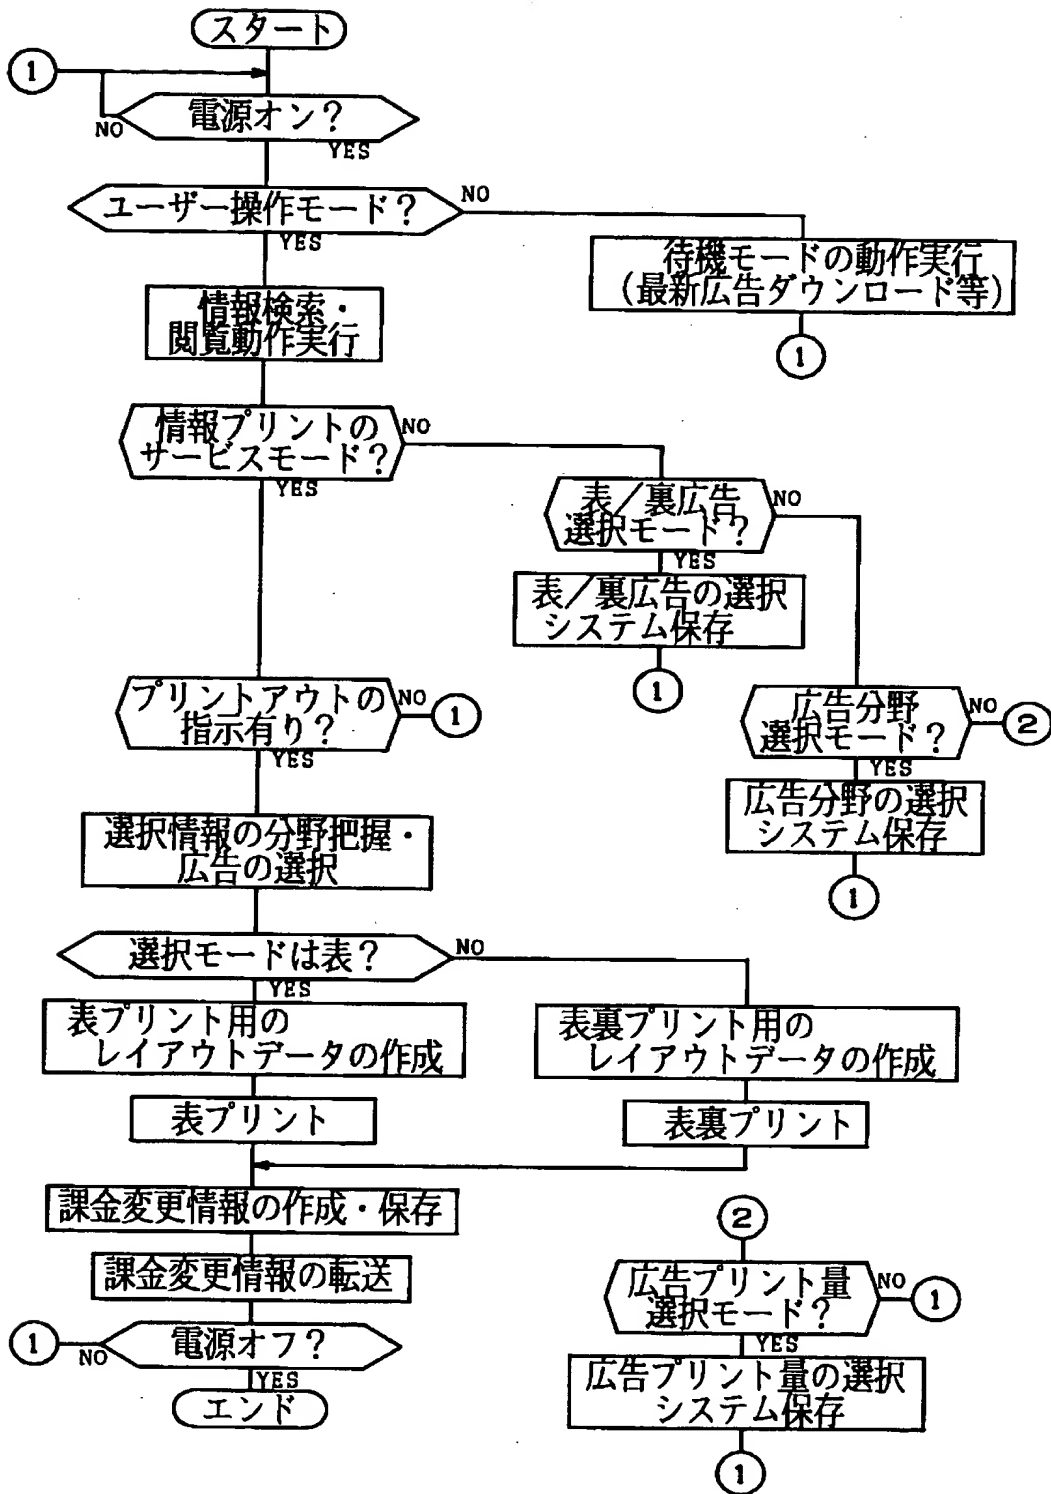 スタート
1
電源オン？
NO
YES
ユーザー操作モード？
NO
YES
待機モードの動作実行
（最新広告ダウンロード等）
1
情報検索・
閲覧動作実行
情報プリントの
サービスモード？
NO
YES
表／裏広告
選択モード？
NO
YES
表／裏広告の選択
システム保存
1
プリントアウトの
指示有り？
NO
1
YES
広告分野
選択モード？
NO
2
YES
広告分野の選択
システム保存
1
選択情報の分野把握・
広告の選択
選択モードは表？
NO
YES
表プリント用の
レイアウトデータの作成
表裏プリント用の
レイアウトデータの作成
表プリント
表裏プリント
課金変更情報の作成・保存
課金変更情報の転送
1
NO
電源オフ？
YES
エンド
2
広告プリント量
選択モード？
NO
1
YES
広告プリント量の選択
システム保存
1